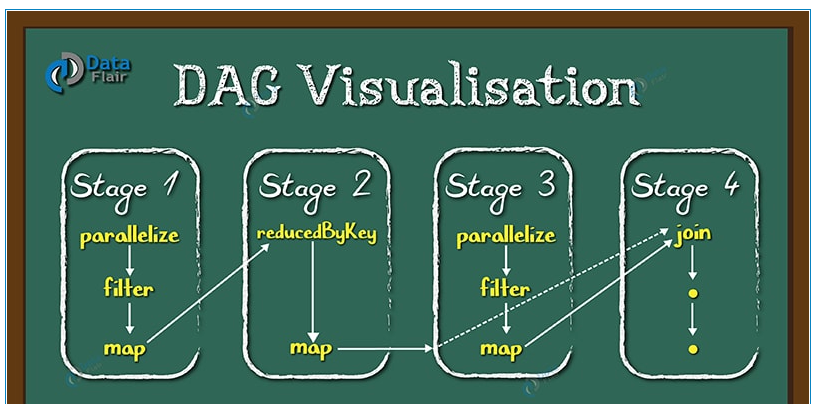 Data
Flair
DAG Visualisation
Stage 1
parallelize
filter
map
Stage 2
reducedByKey
map
Stage 3
parallelize
filter
map
Stage 4
join